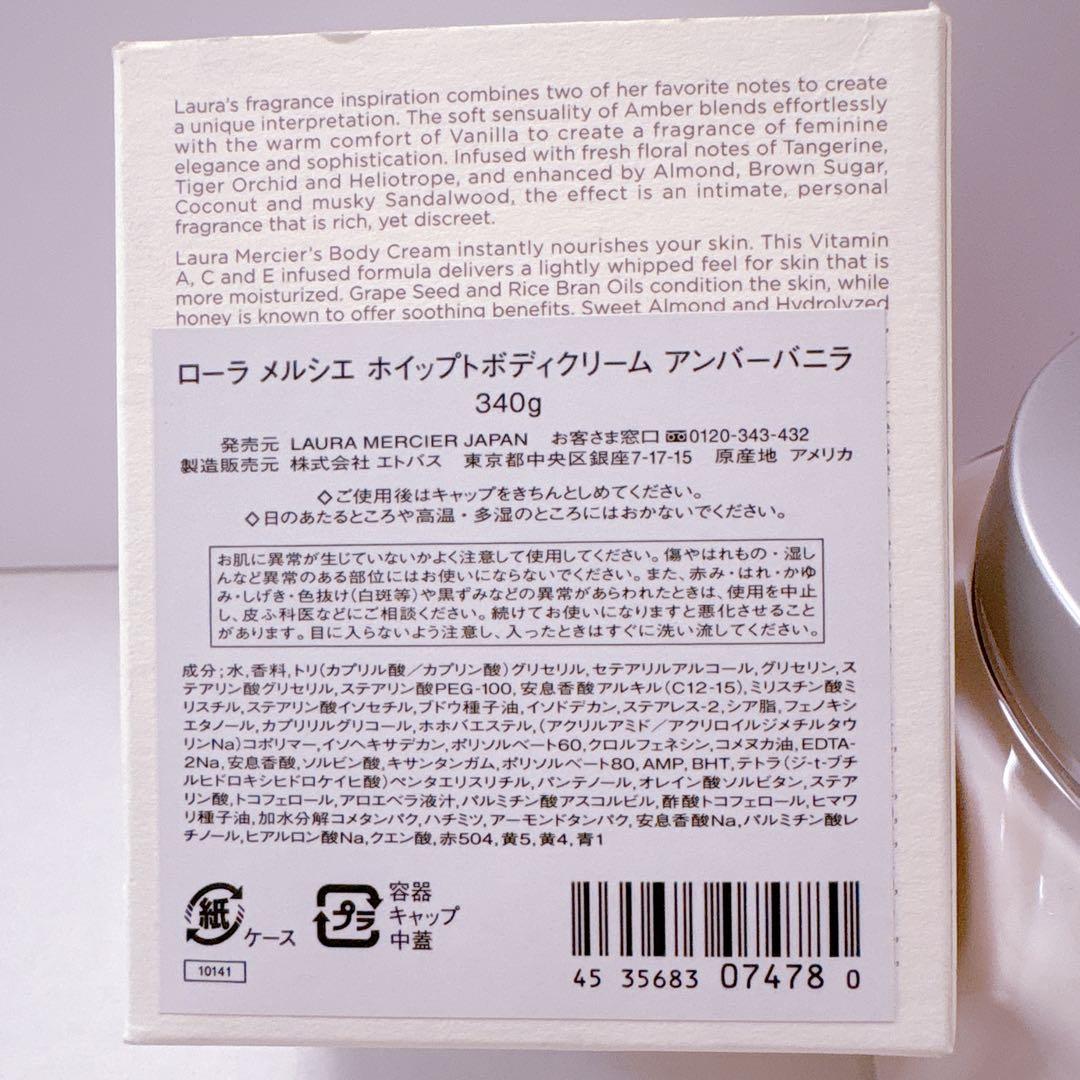 Laura's fragrance inspiration combines two of her favorite notes to create
a unique interpretation. The soft sensuality of Amber blends effortlessly
with the warm comfort of Vanilla to create a fragrance of feminine
elegance and sophistication. Infused with fresh floral notes of Tangerine,
Tiger Orchid and Heliotrope, and enhanced by Almond, Brown Sugar,
Coconut and musky Sandalwood, the effect is an intimate, personal
fragrance that is rich, yet discreet.
Laura Mercier's Body Cream instantly nourishes your skin. This Vitamin
A, C and E infused formula delivers a lightly whipped feel for skin that is
more moisturized. Grape Seed and Rice Bran Oils condition the skin, while
honey is known to offer soothing benefits. Sweet Almond and Hydrolyzed
ローラ メルシエ ホイップトボディクリーム アンバーバニラ
340g
発売元 LAURA MERCIER JAPAN お客さま窓口 0120-343-432
製造販売元 株式会社 エトバス 東京都中央区銀座7-17-15 原産地 アメリカ
◇ご使用後はキャップをきちんとしめてください。
◇日のあたるところや高温・多湿のところにはおかないでください。
お肌に異常が生じていないかよく注意して使用してください。傷やはれもの・湿し
んなど異常のある部位にはお使いにならないでください。また、赤み・はれ・かゆ
み・しげき・色抜け(白斑等)や黒ずみなどの異常があらわれたときは、使用を中止
し、皮ふ科医などにご相談ください。続けてお使いになりますと悪化させること
があります。目に入らないよう注意し、入ったときはすぐに洗い流してください。
成分;水,香料,トリ(カプリル酸/カプリン酸)グリセリル,セテアリルアルコール,グリセリン,ス
テアリン酸グリセリル,ステアリン酸PEG-100,安息香酸アルキル(C12-15),ミリスチン酸ミ
リスチル,ステアリン酸イソセチル,ブドウ種子油,イソドデカン,ステアレス-2,シア脂,フェノキシ
エタノール,カプリリルグリコール,ホホバエステル,(アクリルアミド/アクリロイルジメチルタウ
リンNa)コポリマー,イソヘキサデカン,ポリソルベート60,クロルフェネシン,コメヌカ油,EDTA-
2Na,安息香酸,ソルビン酸,キサンタンガム,ポリソルベート80,AMP,BHT,テトラ(ジ-t-ブチ
ルヒドロキシヒドロケイヒ酸)ペンタエリスリチル,パンテノール,オレイン酸ソルビタン,ステア
リン酸,トコフェロール,アロエベラ液汁,パルミチン酸アスコルビル,酢酸トコフェロール,ヒマワ
リ種子油,加水分解コメタンパク,ハチミツ,アーモンドタンパク,安息香酸Na,パルミチン酸レ
チノール,ヒアルロン酸Na,クエン酸,赤504,黄5,黄4,青1
紙 ケース
プラ 容器
キャップ
中蓋
10141
45 35683 07478 0